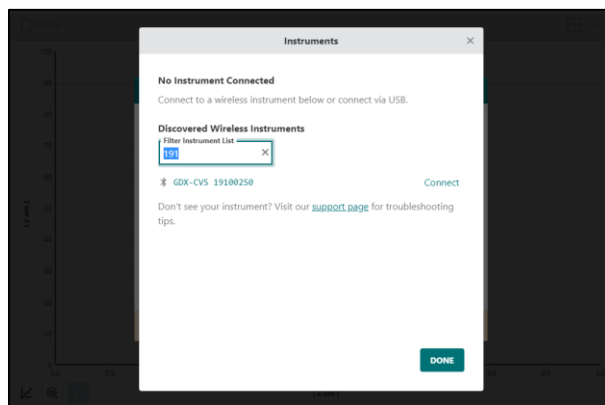 Instruments
No Instrument Connected
Connect to a wireless instrument below or connect via USB.
Discovered Wireless Instruments
Filter Instrument List
191
GDX-CVS 19100250
Connect
Don't see your instrument? Visit our support page for troubleshooting
tips.
DONE